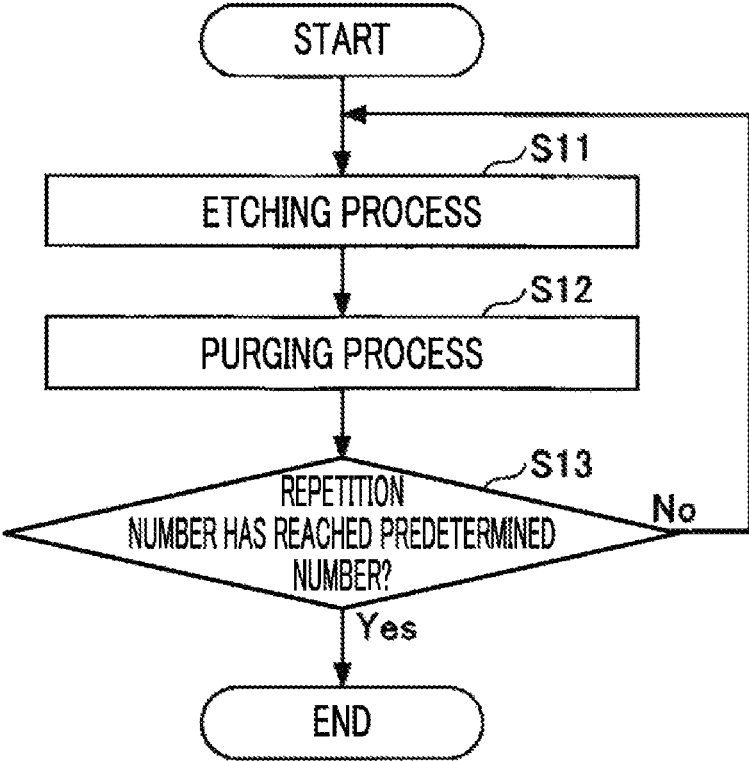 START
S11
ETCHING PROCESS
S12
PURGING PROCESS
S13
REPETITION
NUMBER HAS REACHED PREDETERMINED
NUMBER?
No
Yes
END